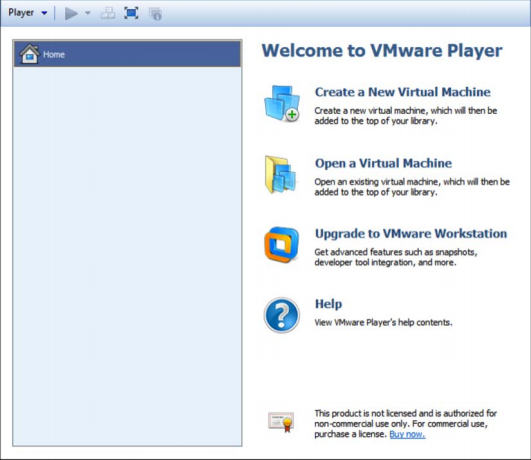 Player
Home
Welcome to VMware Player
Create a New Virtual Machine
Create a new virtual machine, which will then be
added to the top of your library.
Open a Virtual Machine
Open an existing virtual machine, which will then be
added to the top of your library.
Upgrade to VMware Workstation
Get advanced features such as snapshots,
developer tool integration, and more.
Help
View VMware Player's help contents.
This product is not licensed and is authorized for
non-commercial use only. For commercial use,
purchase a license. Buy now.